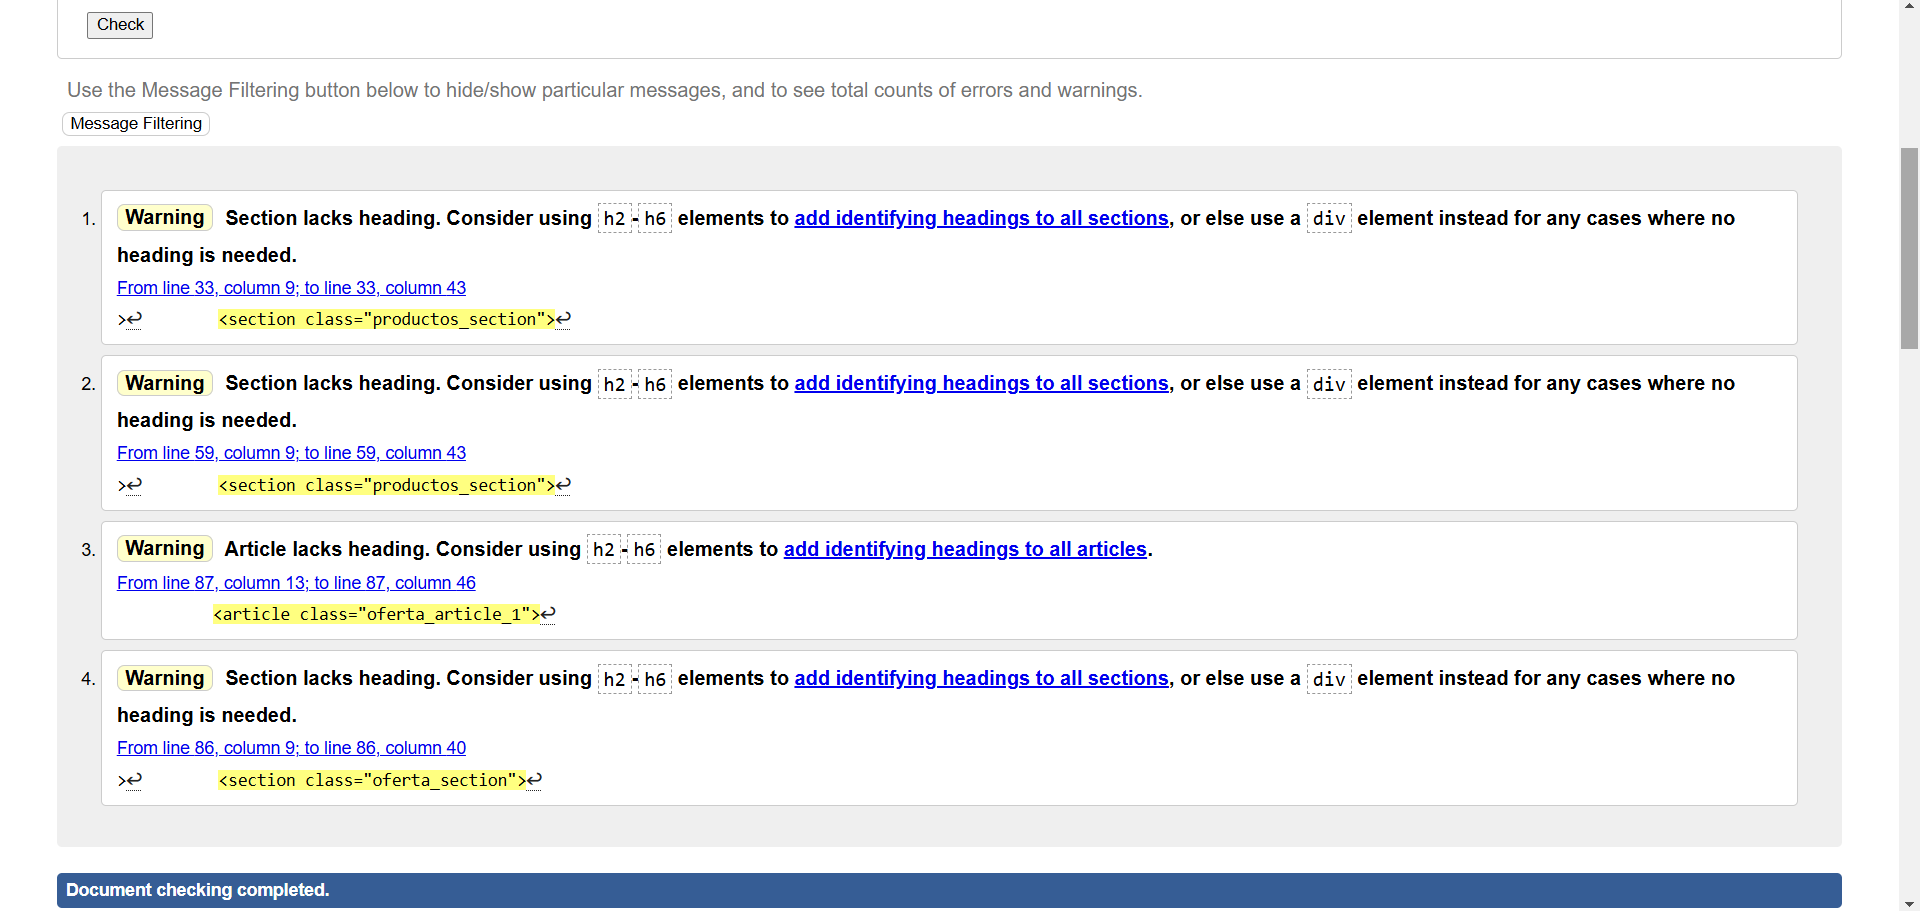 Check
Use the Message Filtering button below to hide/show particular messages, and to see total counts of errors and warnings.
Message Filtering
1. Warning Section lacks heading. Consider using h2-h6 elements to add identifying headings to all sections, or else use a div element instead for any cases where no
heading is needed.
From line 33, column 9; to line 33, column 43
>↩ <section class="productos_section">↩
2. Warning Section lacks heading. Consider using h2-h6 elements to add identifying headings to all sections, or else use a div element instead for any cases where no
heading is needed.
From line 59, column 9; to line 59, column 43
>↩ <section class="productos_section">↩
3. Warning Article lacks heading. Consider using h2-h6 elements to add identifying headings to all articles.
From line 87, column 13; to line 87, column 46
<article class="oferta_article_1">↩
4. Warning Section lacks heading. Consider using h2-h6 elements to add identifying headings to all sections, or else use a div element instead for any cases where no
heading is needed.
From line 86, column 9; to line 86, column 40
>↩ <section class="oferta_section">↩
Document checking completed.